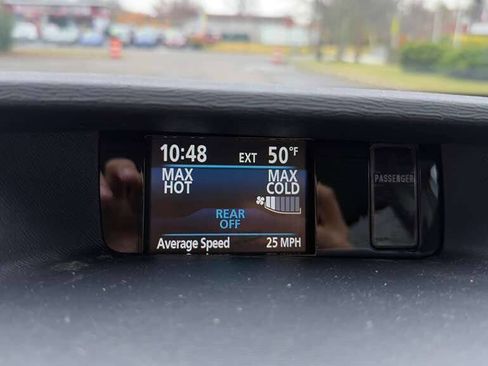 10:48 EXT 50°F
MAX HOT MAX COLD
REAR OFF
Average Speed 25 MPH
PASSENGER